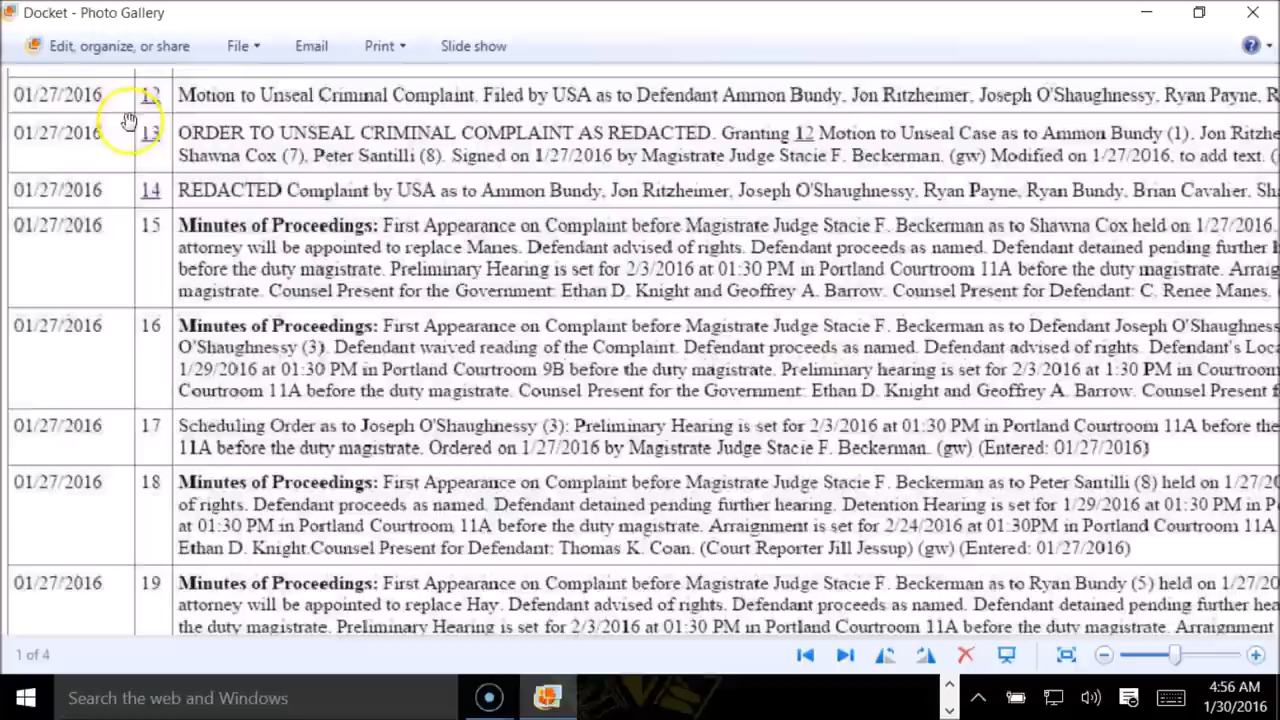 Docket - Photo Gallery
Edit, organize, or share File Email Print Slide show
01/27/2016 12 Motion to Unseal Criminal Complaint. Filed by USA as to Defendant Ammon Bundy, Jon Ritzheimer, Joseph O'Shaughnessy, Ryan Payne, R
01/27/2016 13 ORDER TO UNSEAL CRIMINAL COMPLAINT AS REDACTED. Granting 12 Motion to Unseal Case as to Ammon Bundy (1), Jon Ritzhe
Shawna Cox (7), Peter Santilli (8). Signed on 1/27/2016 by Magistrate Judge Stacie F. Beckerman. (gw) Modified on 1/27/2016, to add text. (
01/27/2016 14 REDACTED Complaint by USA as to Ammon Bundy, Jon Ritzheimer, Joseph O'Shaughnessy, Ryan Payne, Ryan Bundy, Brian Cavalier, Sh
01/27/2016 15 Minutes of Proceedings: First Appearance on Complaint before Magistrate Judge Stacie F. Beckerman as to Shawna Cox held on 1/27/2016.
attorney will be appointed to replace Manes. Defendant advised of rights. Defendant proceeds as named. Defendant detained pending further h
before the duty magistrate. Preliminary Hearing is set for 2/3/2016 at 01:30 PM in Portland Courtroom 11A before the duty magistrate. Arraig
magistrate. Counsel Present for the Government: Ethan D. Knight and Geoffrey A. Barrow. Counsel Present for Defendant: C. Renee Manes.
01/27/2016 16 Minutes of Proceedings: First Appearance on Complaint before Magistrate Judge Stacie F. Beckerman as to Defendant Joseph O'Shaughness
O'Shaughnessy (3). Defendant waived reading of the Complaint. Defendant proceeds as named. Defendant advised of rights. Defendant's Loca
1/29/2016 at 01:30 PM in Portland Courtroom 9B before the duty magistrate. Preliminary hearing is set for 2/3/2016 at 1:30 PM in Courtroom
Courtroom 11A before the duty magistrate. Counsel Present for the Government: Ethan D. Knight and Geoffrey A. Barrow. Counsel Present f
01/27/2016 17 Scheduling Order as to Joseph O'Shaughnessy (3): Preliminary Hearing is set for 2/3/2016 at 01:30 PM in Portland Courtroom 11A before the
11A before the duty magistrate. Ordered on 1/27/2016 by Magistrate Judge Stacie F. Beckerman. (gw) (Entered: 01/27/2016)
01/27/2016 18 Minutes of Proceedings: First Appearance on Complaint before Magistrate Judge Stacie F. Beckerman as to Peter Santilli (8) held on 1/27/20
of rights. Defendant proceeds as named. Defendant detained pending further hearing. Detention Hearing is set for 1/29/2016 at 01:30 PM in P
at 01:30 PM in Portland Courtroom 11A before the duty magistrate. Arraignment is set for 2/24/2016 at 01:30PM in Portland Courtroom 11A
Ethan D. Knight.Counsel Present for Defendant: Thomas K. Coan. (Court Reporter Jill Jessup) (gw) (Entered: 01/27/2016)
01/27/2016 19 Minutes of Proceedings: First Appearance on Complaint before Magistrate Judge Stacie F. Beckerman as to Ryan Bundy (5) held on 1/27/20
attorney will be appointed to replace Hay. Defendant advised of rights. Defendant proceeds as named. Defendant detained pending further hea
the duty magistrate. Preliminary Hearing is set for 2/3/2016 at 01:30 PM in Portland Courtroom 11A before the duty magistrate. Arraignment
1 of 4
Search the web and Windows
4:56 AM
1/30/2016